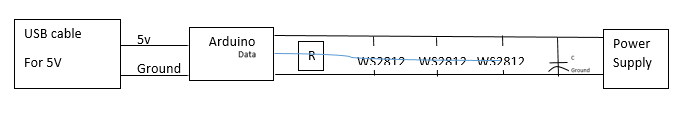 USB cable
For 5V
5v
Ground
Arduino
Data
R
WS2812 WS2812 WS2812
C
Ground
Power
Supply